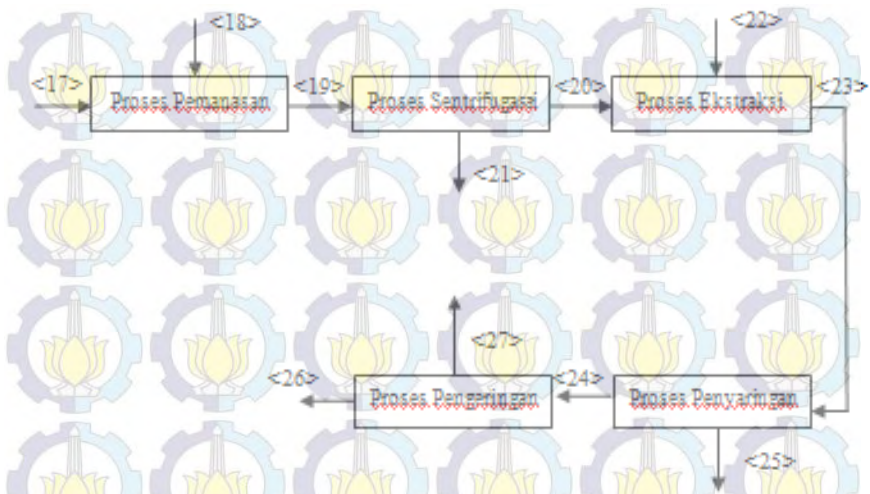 <18>
<22>
<17>
<19>
<20>
<23>
Proses Pemanasan
Proses Sentrifugasi
Proses Ekstraksi
<21>
<27>
<26>
<24>
Proses Pengeringan
Proses Penyaringan
<25>